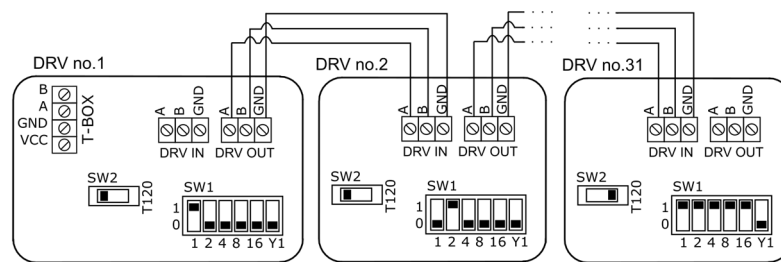 DRV no.1
B
A
GND
VCC
T-BOX
A
B
GND
DRV IN
A
B
GND
DRV OUT
SW2
T120
SW1
1
0
1 2 4 8 16 Y1
DRV no.2
A
B
GND
DRV IN
A
B
GND
DRV OUT
SW2
T120
SW1
1
0
1 2 4 8 16 Y1
DRV no.31
A
B
GND
DRV IN
A
B
GND
DRV OUT
SW2
T120
SW1
1
0
1 2 4 8 16 Y1